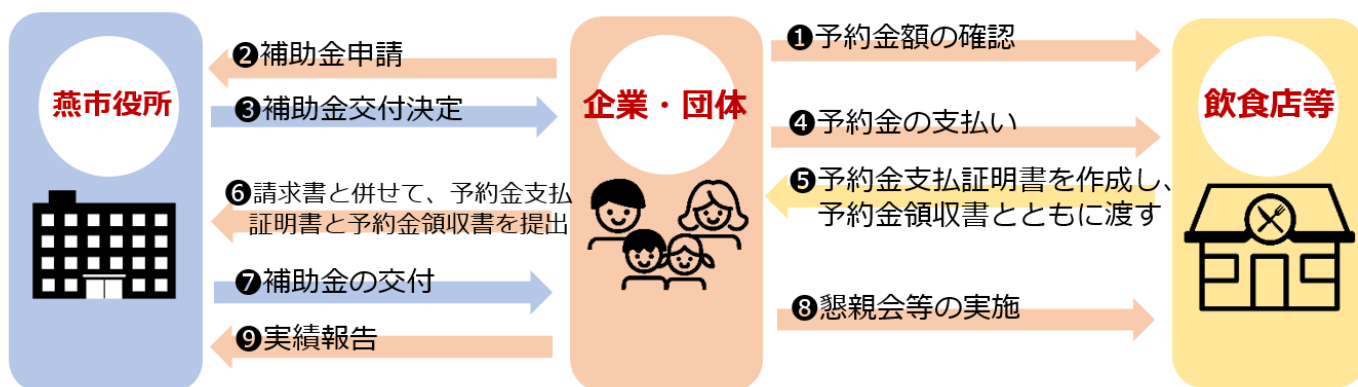 燕市役所
❷補助金申請
❸補助金交付決定
❻請求書と併せて、予約金支払
証明書と予約金領収書を提出
❼補助金の交付
❾実績報告
企業・団体
❶予約金額の確認
❹予約金の支払い
❺予約金支払証明書を作成し、
予約金領収書とともに渡す
❽懇親会等の実施
飲食店等